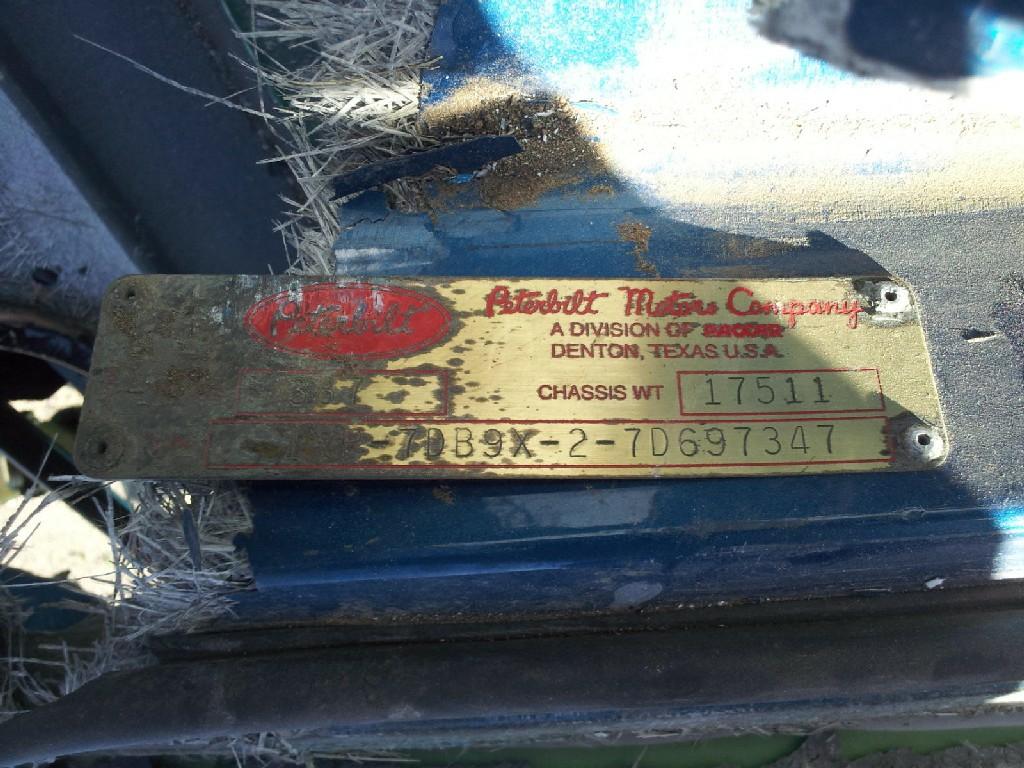 Peterbilt
Peterbilt Motors Company
A DIVISION OF PACCAR
DENTON, TEXAS U.S.A.
CHASSIS WT 17511
7DB9X-2-7D697347